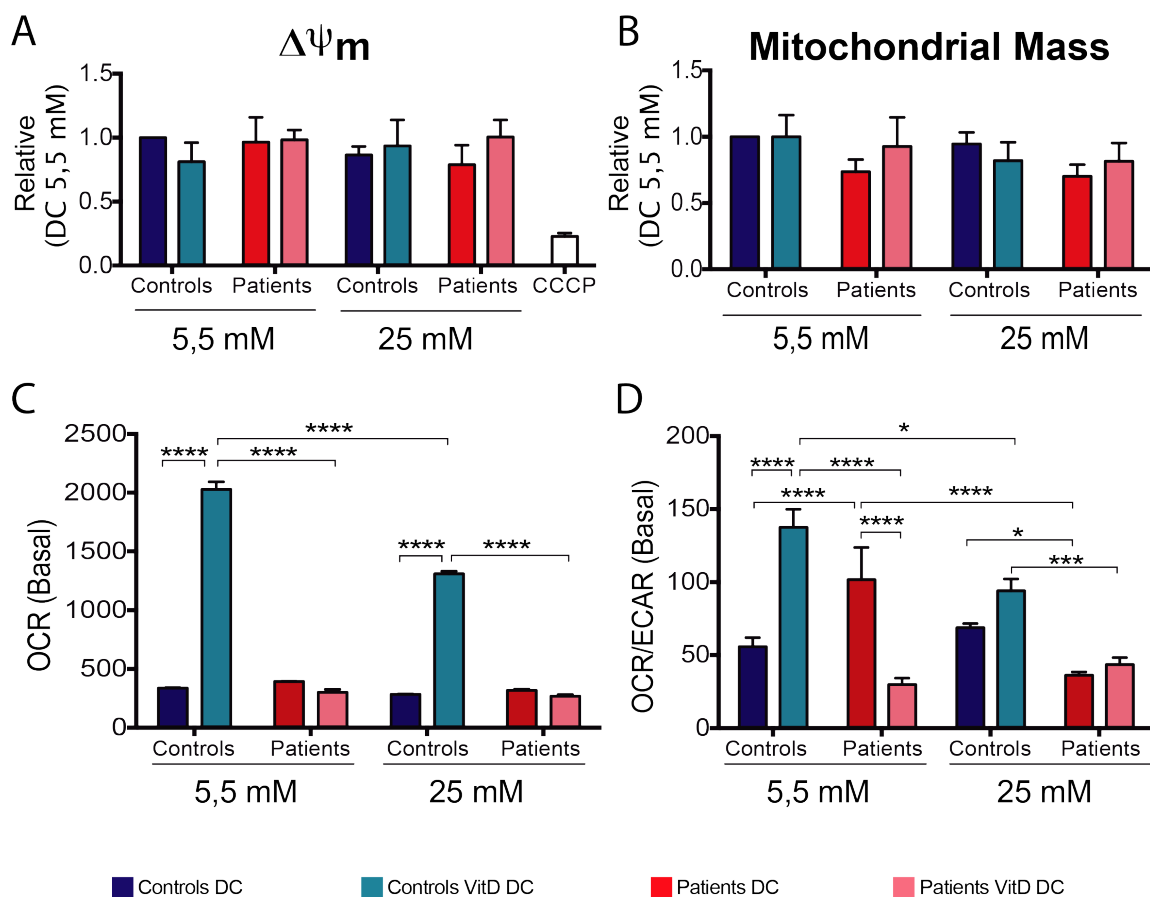 A
ΔΨm
Relative
(DC 5,5 mM)
1.5
1.0
0.5
0.0
Controls Patients Controls Patients CCCP
5,5 mM 25 mM
B
Mitochondrial Mass
Relative
(DC 5,5 mM)
1.5
1.0
0.5
0.0
Controls Patients Controls Patients
5,5 mM 25 mM
C
OCR (Basal)
2500
2000
1500
1000
500
0
****
**** ****
**** ****
Controls Patients Controls Patients
5,5 mM 25 mM
D
OCR/ECAR (Basal)
200
150
100
50
0
*
**** ****
**** ****
**** *
***
Controls Patients Controls Patients
5,5 mM 25 mM
Controls DC Controls VitD DC Patients DC Patients VitD DC